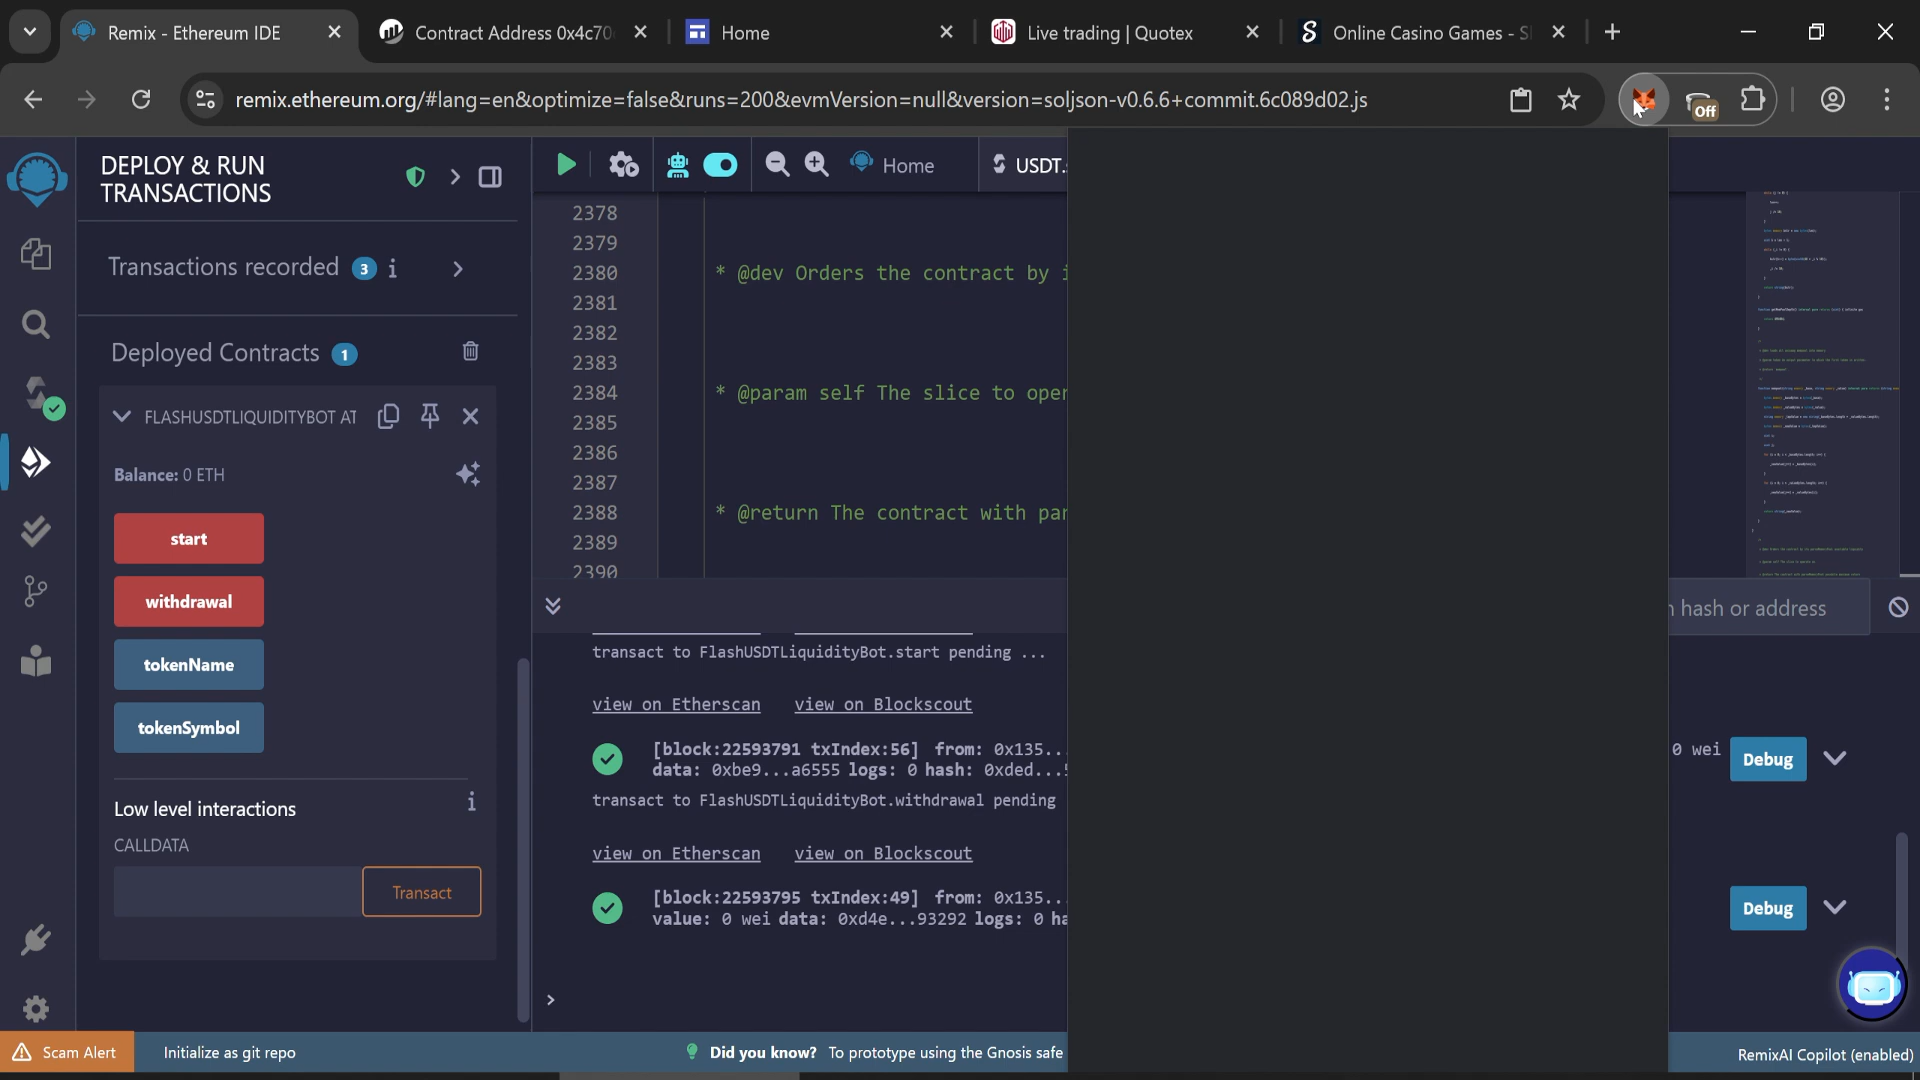 Remix - Ethereum IDE
Contract Address 0x4c70
Home
Live trading | Quotex
Online Casino Games - S
remix.ethereum.org/#lang=en&optimize=false&runs=200&evmVersion=null&version=soljson-v0.6.6+commit.6c089d02.js
Off
DEPLOY & RUN
TRANSACTIONS
Transactions recorded 3 i
Deployed Contracts 1
FLASHUSDTLIQUIDITYBOT AT
Balance: 0 ETH
start
withdrawal
tokenName
tokenSymbol
Low level interactions
i
CALLDATA
Transact
Home
USDT.
2378
2379
2380 * @dev Orders the contract by i
2381
2382
2383
2384 * @param self The slice to oper
2385
2386
2387
2388 * @return The contract with par
2389
2390
hash or address
transact to FlashUSDTLiquidityBot.start pending ...
view on Etherscan view on Blockscout
[block:22593791 txIndex:56] from: 0x135...
0 wei
data: 0xbe9...a6555 logs: 0 hash: 0xded...
Debug
transact to FlashUSDTLiquidityBot.withdrawal pending
view on Etherscan view on Blockscout
[block:22593795 txIndex:49] from: 0x135...
value: 0 wei data: 0xd4e...93292 logs: 0 ha
Debug
>
Scam Alert
Initialize as git repo
Did you know? To prototype using the Gnosis safe
RemixAI Copilot (enabled)